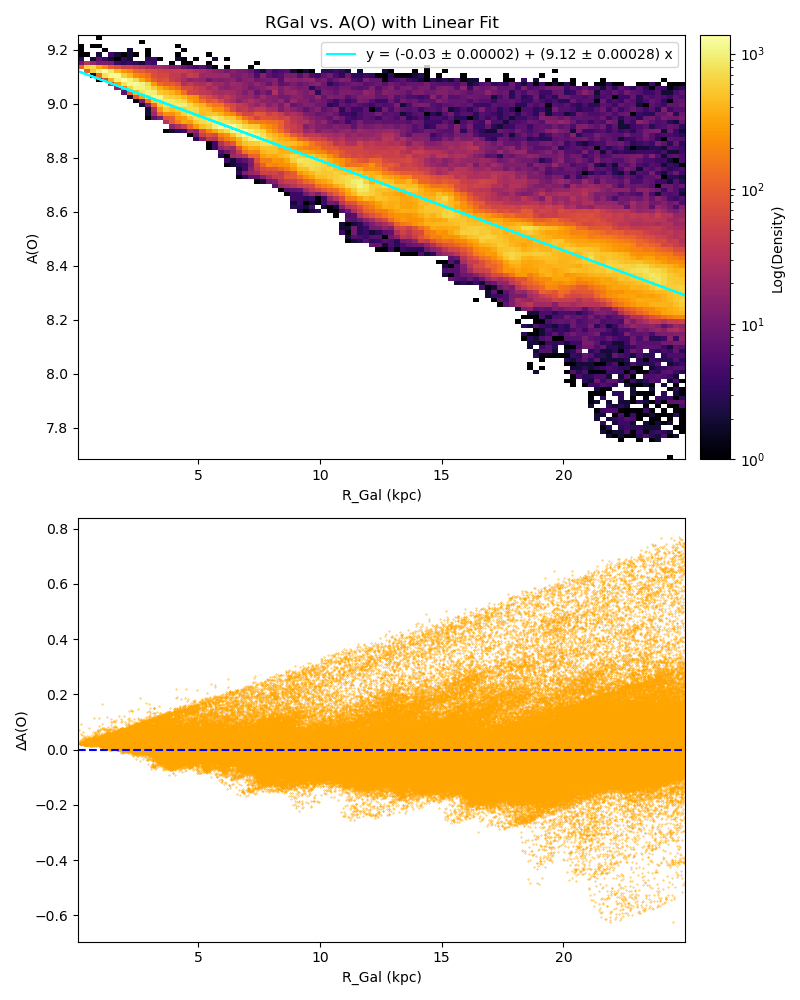 RGal vs. A(O) with Linear Fit
y = (-0.03 ± 0.00002) + (9.12 ± 0.00028) x
A(O)
9.2
9.0
8.8
8.6
8.4
8.2
8.0
7.8
5 10 15 20
R_Gal (kpc)
10³
10²
10¹
10⁰
Log(Density)
ΔA(O)
0.8
0.6
0.4
0.2
0.0
−0.2
−0.4
−0.6
5 10 15 20
R_Gal (kpc)